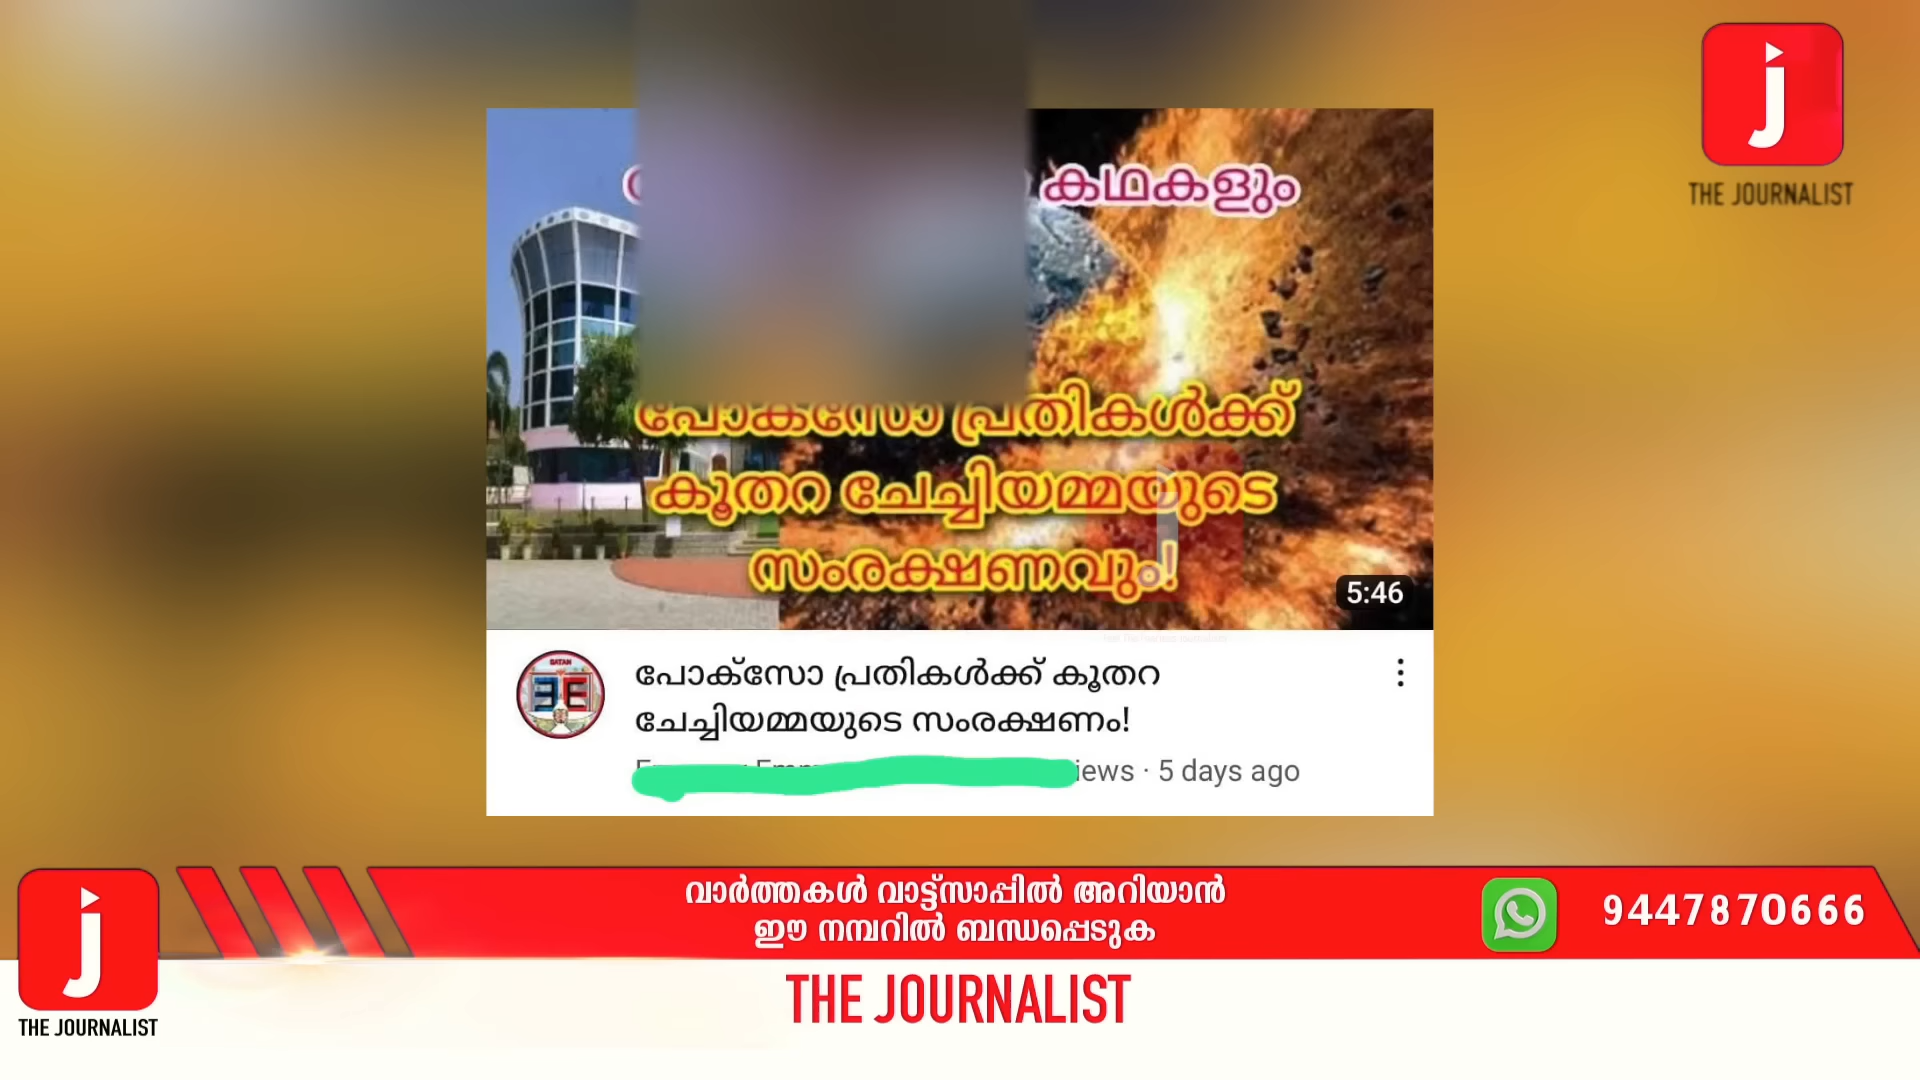 THE JOURNALIST
കഥകളും
പോക്സോ പ്രതികൾക്ക്
കൂതറ ചേച്ചിയമ്മയുടെ
സംരക്ഷണവും!
5:46
SATAN
പോക്സോ പ്രതികൾക്ക് കൂതറ
ചേച്ചിയമ്മയുടെ സംരക്ഷണം!
5 days ago
വാർത്തകൾ വാട്ട്സാപ്പിൽ അറിയാൻ
ഈ നമ്പറിൽ ബന്ധപ്പെടുക
9447870666
THE JOURNALIST
THE JOURNALIST